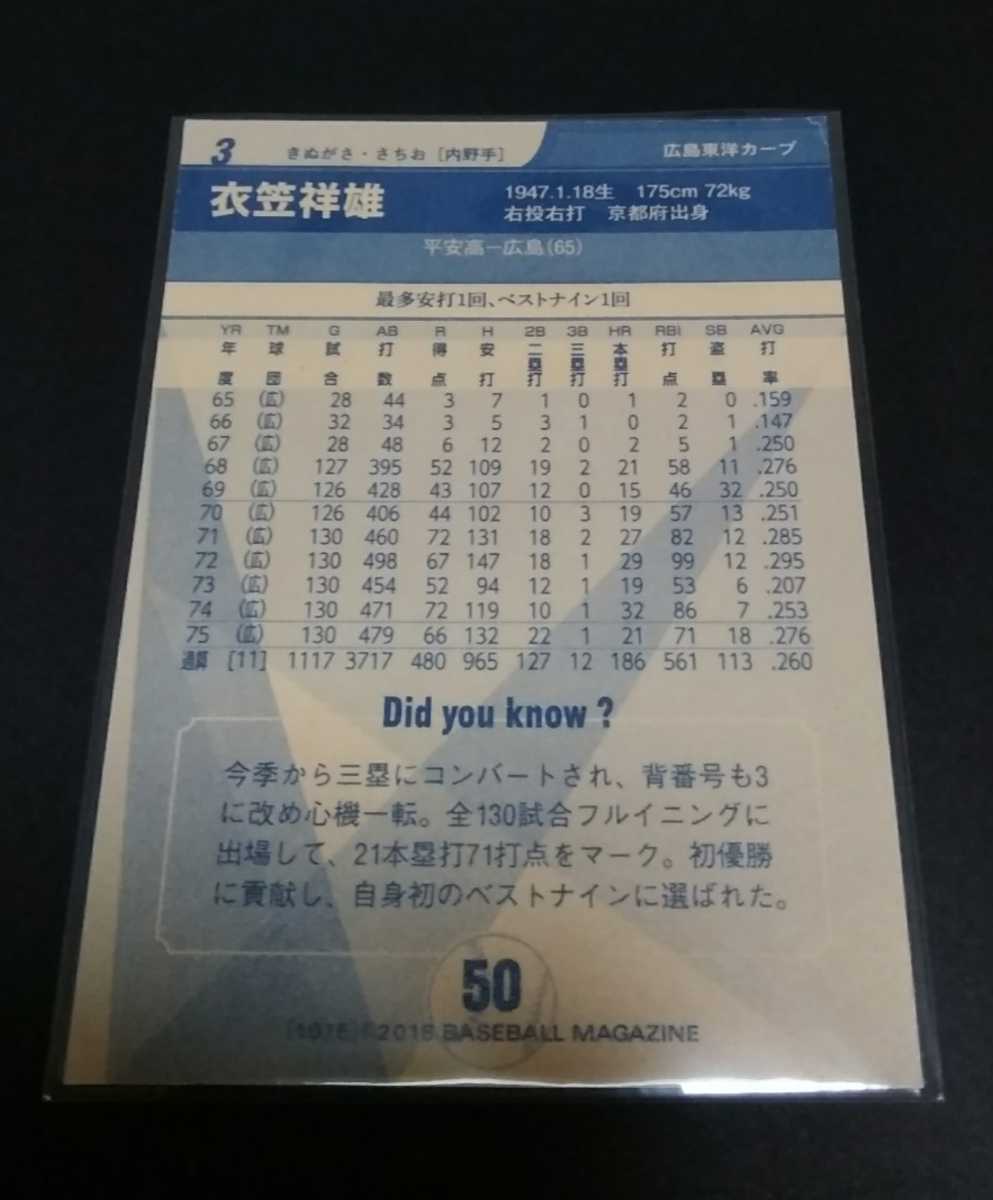 3 きぬがさ・さちお [内野手] 広島東洋カープ
衣笠祥雄
1947.1.18生 175cm 72kg
右投右打 京都府出身
平安高ー広島(65)
最多安打1回、ベストナイン1回
YR TM G AB R H 2B 3B HR RBI SB AVG
年度 球団 試合 打数 得点 安打 二塁打 三塁打 本塁打 打点 盗塁 打率
65 (広) 28 44 3 7 1 0 1 2 0 .159
66 (広) 32 34 3 5 3 1 0 2 1 .147
67 (広) 28 48 6 12 2 0 2 5 1 .250
68 (広) 127 395 52 109 19 2 21 58 11 .276
69 (広) 126 428 43 107 12 0 15 46 32 .250
70 (広) 126 406 44 102 10 3 19 57 13 .251
71 (広) 130 460 72 131 18 2 27 82 12 .285
72 (広) 130 498 67 147 18 1 29 99 12 .295
73 (広) 130 454 52 94 12 1 19 53 6 .207
74 (広) 130 471 72 119 10 1 32 86 7 .253
75 (広) 130 479 66 132 22 1 21 71 18 .276
通算 [11] 1117 3717 480 965 127 12 186 561 113 .260
Did you know ?
今季から三塁にコンバートされ、背番号も3
に改め心機一転。全130試合フルイニングに
出場して、21本塁打71打点をマーク。初優勝
に貢献し、自身初のベストナインに選ばれた。
50
BASEBALL MAGAZINE